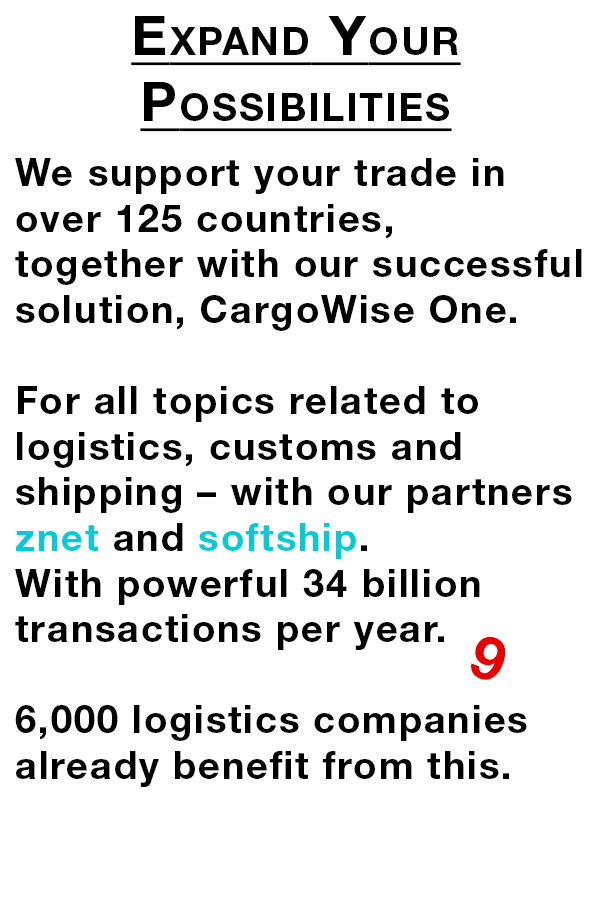 Expand Your
Possibilities
We support your trade in
over 125 countries,
together with our successful
solution, CargoWise One.
For all topics related to
logistics, customs and
shipping – with our partners
znet and softship.
With powerful 34 billion
transactions per year.
9
6,000 logistics companies
already benefit from this.